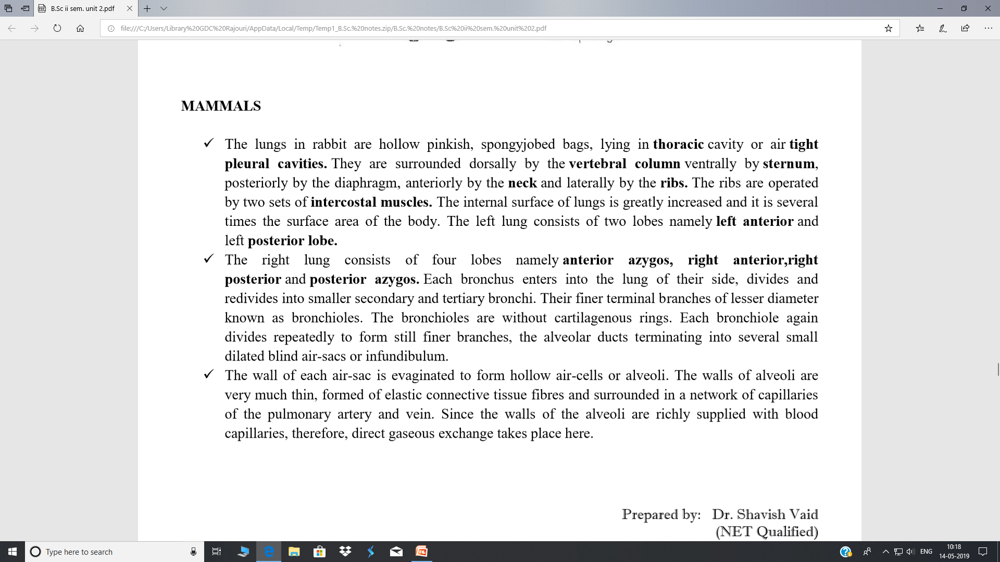 B.Sc ii sem. unit 2.pdf
file:///C:/Users/Library%20GDC%20Rajouri/AppData/Local/Temp/Temp1_B.Sc.%20notes.zip/B.Sc.%20notes/B.Sc%20ii%20sem.%20unit%202.pdf
MAMMALS
✓ The lungs in rabbit are hollow pinkish, spongyjobed bags, lying in thoracic cavity or air tight
pleural cavities. They are surrounded dorsally by the vertebral column ventrally by sternum,
posteriorly by the diaphragm, anteriorly by the neck and laterally by the ribs. The ribs are operated
by two sets of intercostal muscles. The internal surface of lungs is greatly increased and it is several
times the surface area of the body. The left lung consists of two lobes namely left anterior and
left posterior lobe.
✓ The right lung consists of four lobes namely anterior azygos, right anterior,right
posterior and posterior azygos. Each bronchus enters into the lung of their side, divides and
redivides into smaller secondary and tertiary bronchi. Their finer terminal branches of lesser diameter
known as bronchioles. The bronchioles are without cartilagenous rings. Each bronchiole again
divides repeatedly to form still finer branches, the alveolar ducts terminating into several small
dilated blind air-sacs or infundibulum.
✓ The wall of each air-sac is evaginated to form hollow air-cells or alveoli. The walls of alveoli are
very much thin, formed of elastic connective tissue fibres and surrounded in a network of capillaries
of the pulmonary artery and vein. Since the walls of the alveoli are richly supplied with blood
capillaries, therefore, direct gaseous exchange takes place here.
Prepared by: Dr. Shavish Vaid
(NET Qualified)
Type here to search
ENG
10:18
14-05-2019